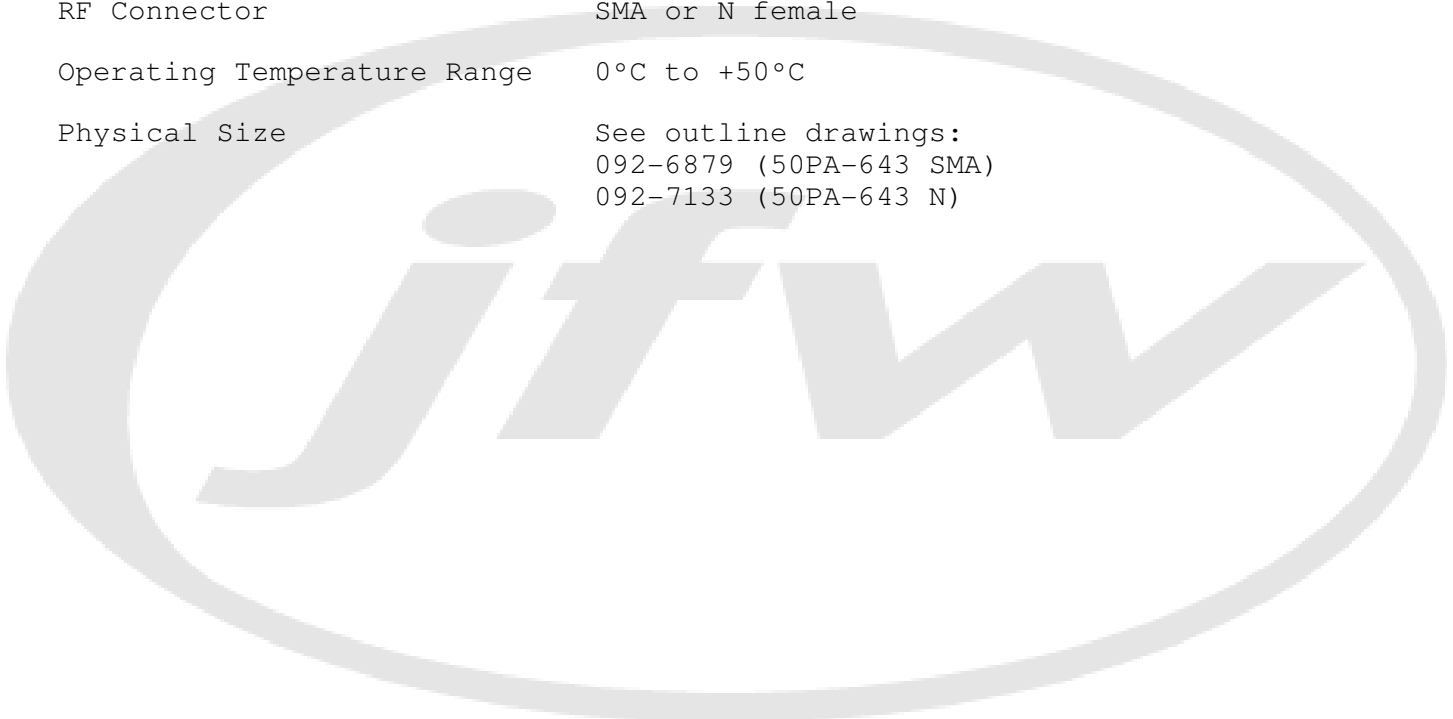 RF Connector SMA or N female
Operating Temperature Range 0°C to +50°C
Physical Size See outline drawings:
092-6879 (50PA-643 SMA)
092-7133 (50PA-643 N)
jfw